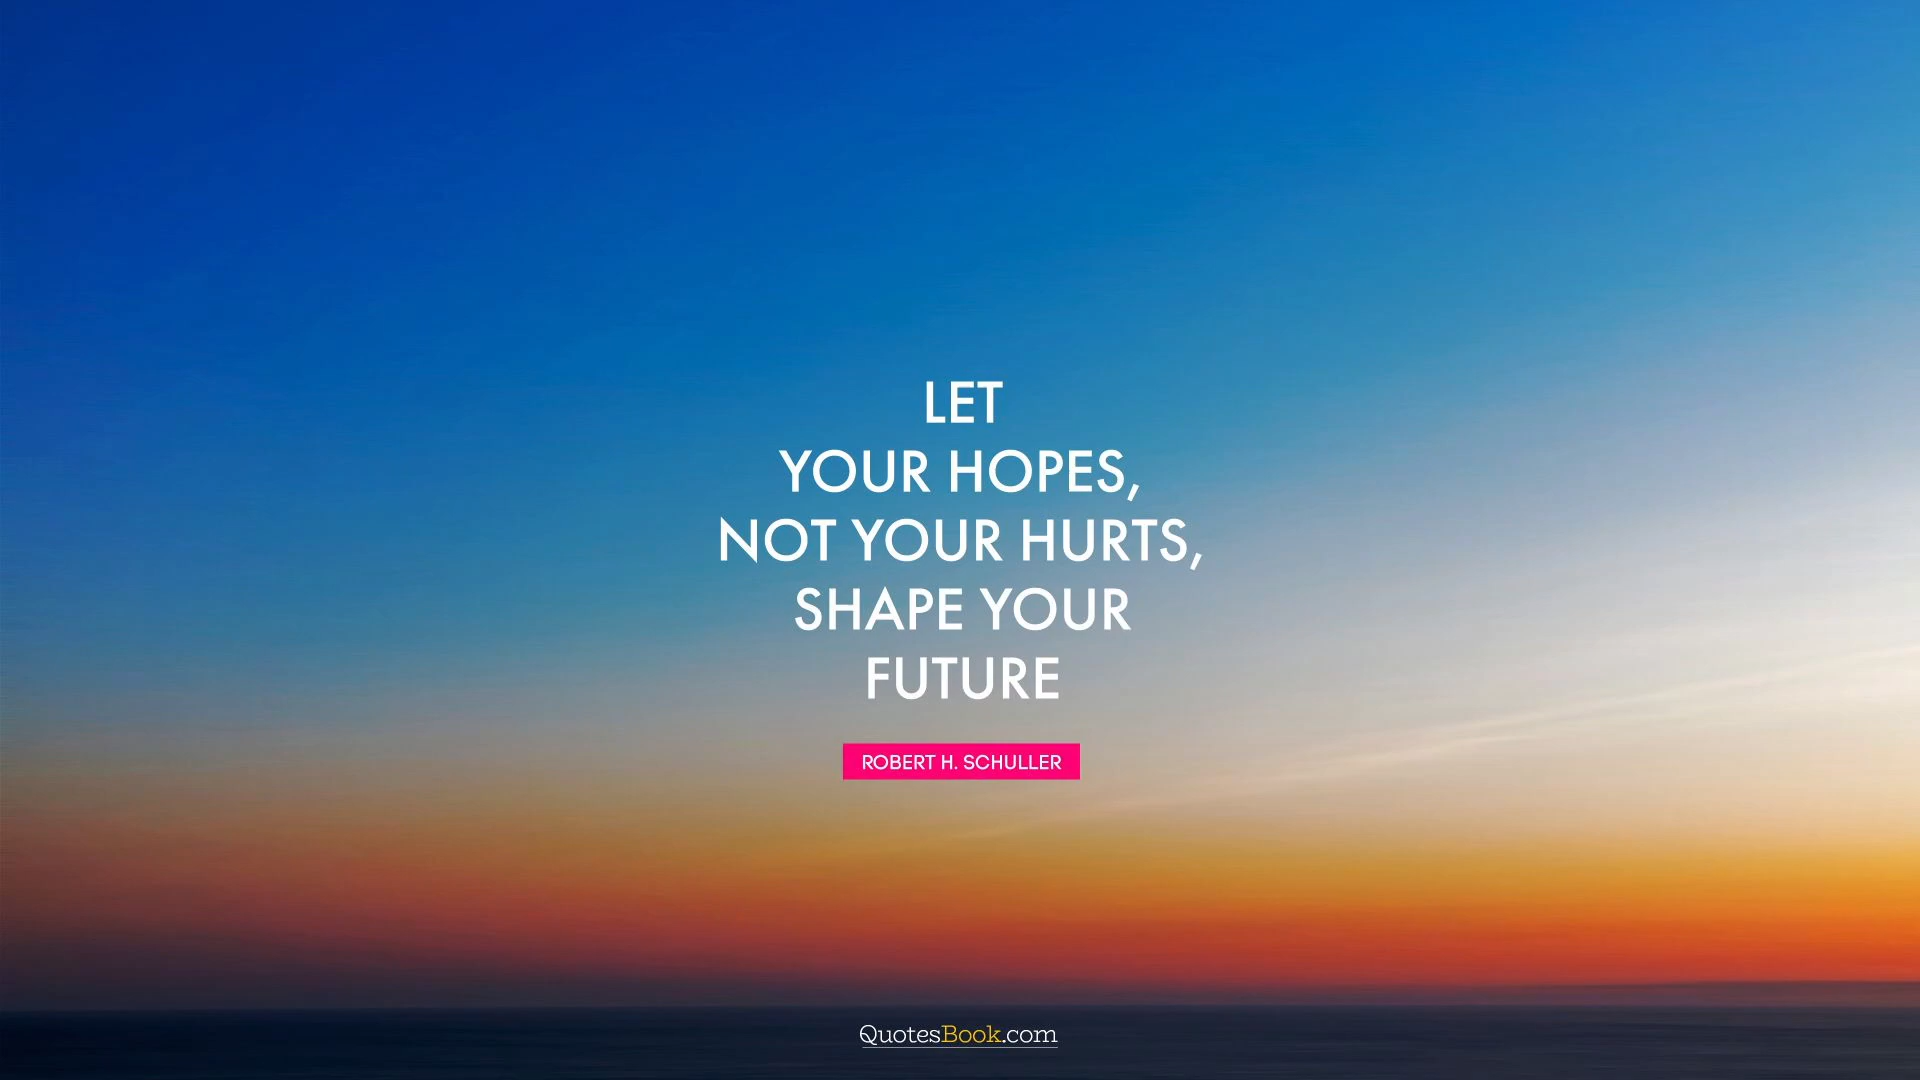 LET
YOUR HOPES,
NOT YOUR HURTS,
SHAPE YOUR
FUTURE
ROBERT H. SCHULLER
QuotesBook.com